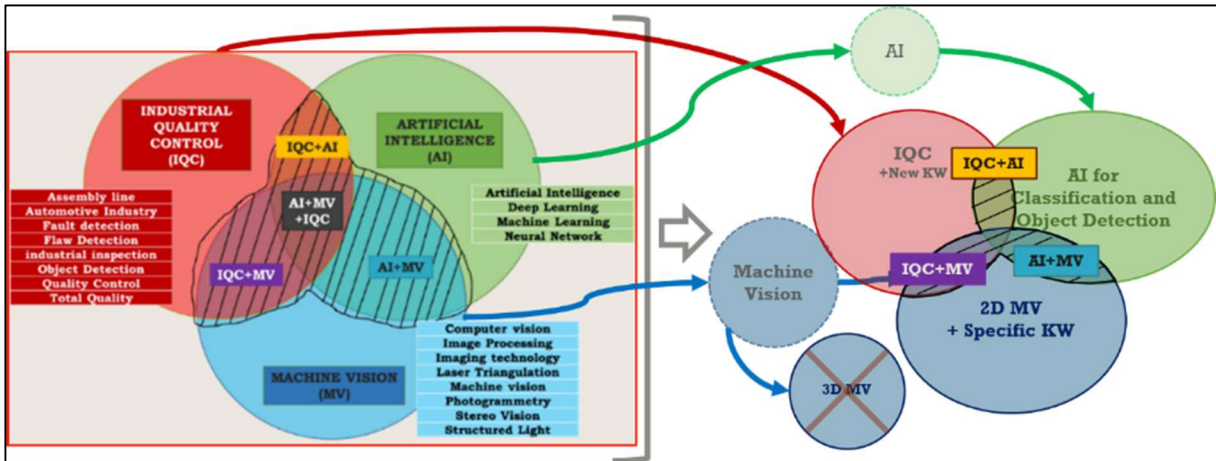 INDUSTRIAL
QUALITY
CONTROL
(IQC)
ARTIFICIAL
INTELLIGENCE
(AI)
IQC+AI
AI+MV
+IQC
IQC+MV
AI+MV
MACHINE VISION
(MV)
Assembly line
Automotive Industry
Fault detection
Flaw Detection
industrial inspection
Object Detection
Quality Control
Total Quality
Artificial Intelligence
Deep Learning
Machine Learning
Neural Network
Computer vision
Image Processing
Imaging technology
Laser Triangulation
Machine vision
Photogrammetry
Stereo Vision
Structured Light
AI
IQC
+New KW
IQC+AI
AI for
Classification and
Object Detection
Machine
Vision
IQC+MV
AI+MV
2D MV
+ Specific KW
3D MV